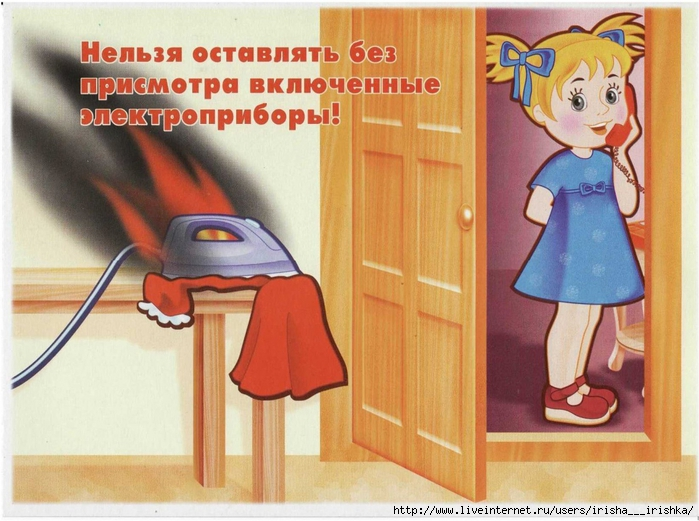 Нельзя оставлять без
присмотра включенные
электроприборы!
http://www.liveinternet.ru/users/irisha___irishka/